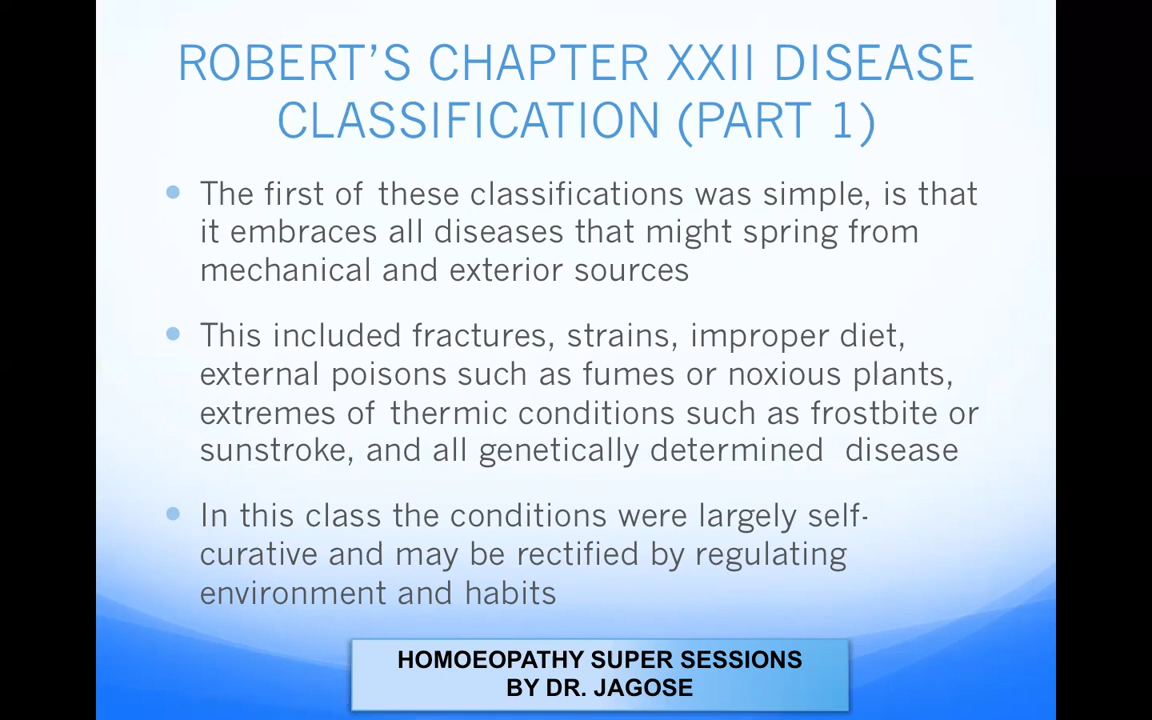 ROBERT’S CHAPTER XXII DISEASE
CLASSIFICATION (PART 1)
The first of these classifications was simple, is that
it embraces all diseases that might spring from
mechanical and exterior sources
This included fractures, strains, improper diet,
external poisons such as fumes or noxious plants,
extremes of thermic conditions such as frostbite or
sunstroke, and all genetically determined disease
In this class the conditions were largely self-
curative and may be rectified by regulating
environment and habits
HOMOEOPATHY SUPER SESSIONS
BY DR. JAGOSE